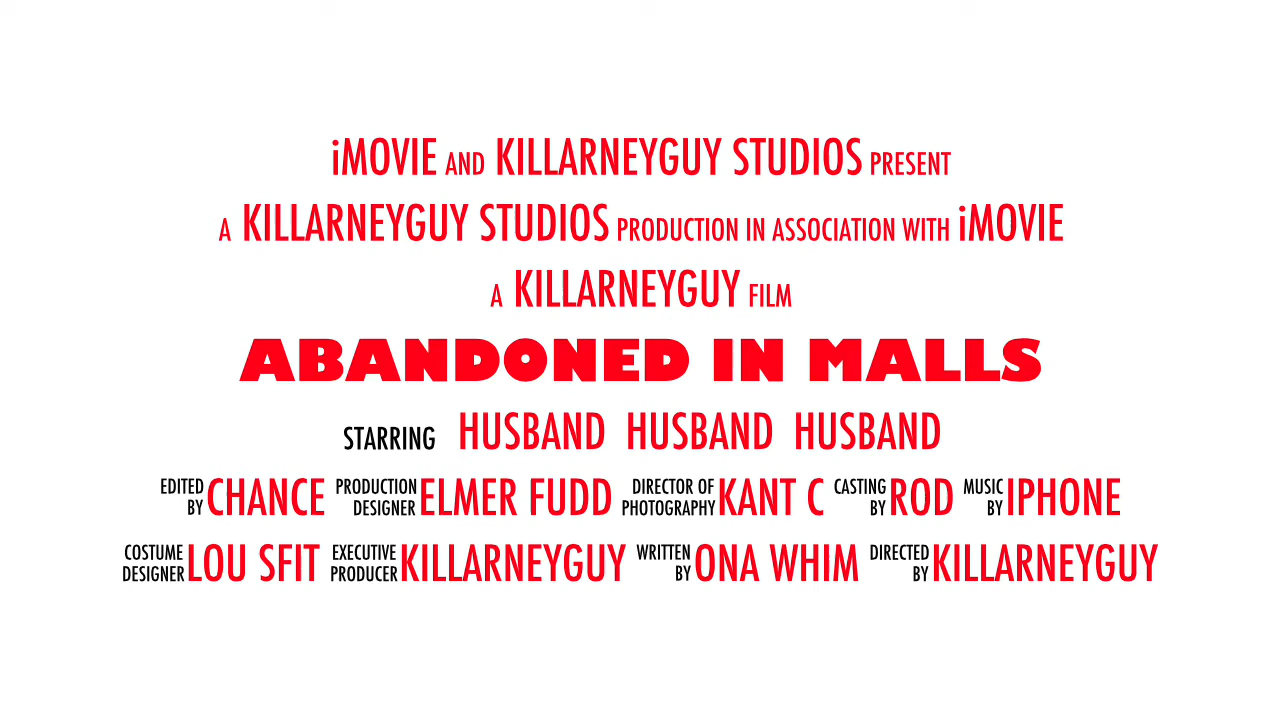 iMOVIE AND KILLARNEYGUY STUDIOS PRESENT
A KILLARNEYGUY STUDIOS PRODUCTION IN ASSOCIATION WITH iMOVIE
A KILLARNEYGUY FILM
ABANDONED IN MALLS
STARRING HUSBAND HUSBAND HUSBAND
EDITED BY CHANCE PRODUCTION DESIGNER ELMER FUDD DIRECTOR OF PHOTOGRAPHY KANT C CASTING BY ROD MUSIC BY IPHONE
COSTUME DESIGNER LOU SFIT EXECUTIVE PRODUCER KILLARNEYGUY WRITTEN BY ONA WHIM DIRECTED BY KILLARNEYGUY